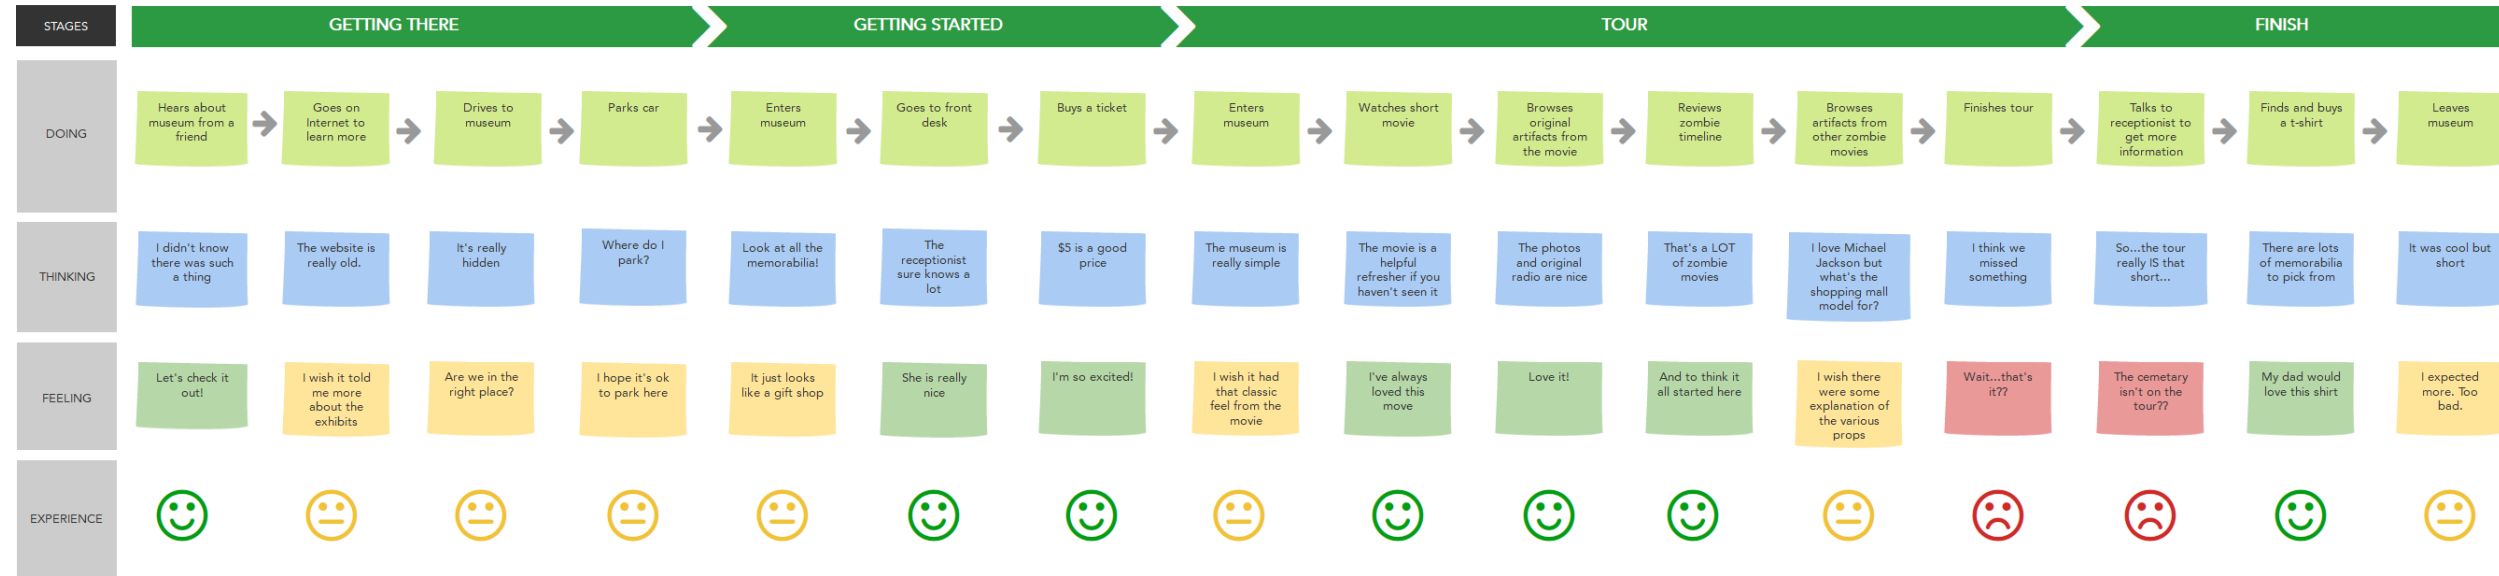 STAGES
GETTING THERE
GETTING STARTED
TOUR
FINISH
DOING
Hears about
museum from a
friend
Goes on
Internet to
learn more
Drives to
museum
Parks car
Enters
museum
Goes to front
desk
Buys a ticket
Enters
museum
Watches short
movie
Browses
original
artifacts from
the movie
Reviews
zombie
timeline
Browses
artifacts from
other zombie
movies
Finishes tour
Talks to
receptionist to
get more
information
Finds and buys
a t-shirt
Leaves
museum
THINKING
I didn't know
there was such
a thing
The website is
really old.
It's really
hidden
Where do I
park?
Look at all the
memorabilia!
The
receptionist
sure knows a
lot
$5 is a good
price
The museum is
really simple
The movie is a
helpful
refresher if you
haven't seen it
The photos
and original
radio are nice
That's a LOT
of zombie
movies
I love Michael
Jackson but
what's the
shopping mall
model for?
I think we
missed
something
So...the tour
really IS that
short...
There are lots
of memorabilia
to pick from
It was cool but
short
FEELING
Let's check it
out!
I wish it told
me more
about the
exhibits
Are we in the
right place?
I hope it's ok
to park here
It just looks
like a gift shop
She is really
nice
I'm so excited!
I wish it had
that classic
feel from the
movie
I've always
loved this
move
Love it!
And to think it
all started here
I wish there
were some
explanation of
the various
props
Wait...that's
it??
The cemetary
isn't on the
tour??
My dad would
love this shirt
I expected
more. Too
bad.
EXPERIENCE